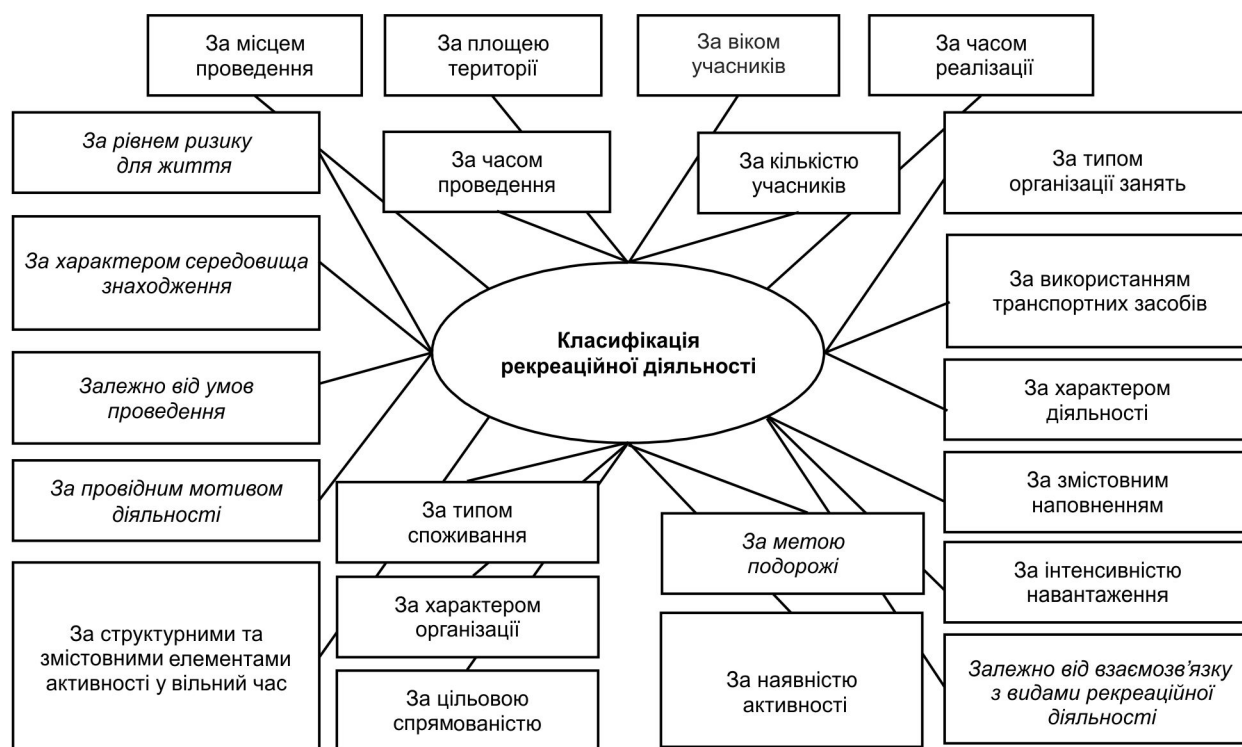 За місцем
проведення
За площею
території
За віком
учасників
За часом
реалізації
За рівнем ризику
для життя
За часом
проведення
За кількістю
учасників
За типом
організації занять
За характером середовища
знаходження
За використанням
транспортних засобів
Класифікація
рекреаційної діяльності
Залежно від умов
проведення
За характером
діяльності
За провідним мотивом
діяльності
За типом
споживання
За метою
подорожі
За змістовним
наповненням
За інтенсивністю
навантаження
За структурними та
змістовними елементами
активності у вільний час
За характером
організації
За цільовою
спрямованістю
За наявністю
активності
Залежно від взаємозв’язку
з видами рекреаційної
діяльності